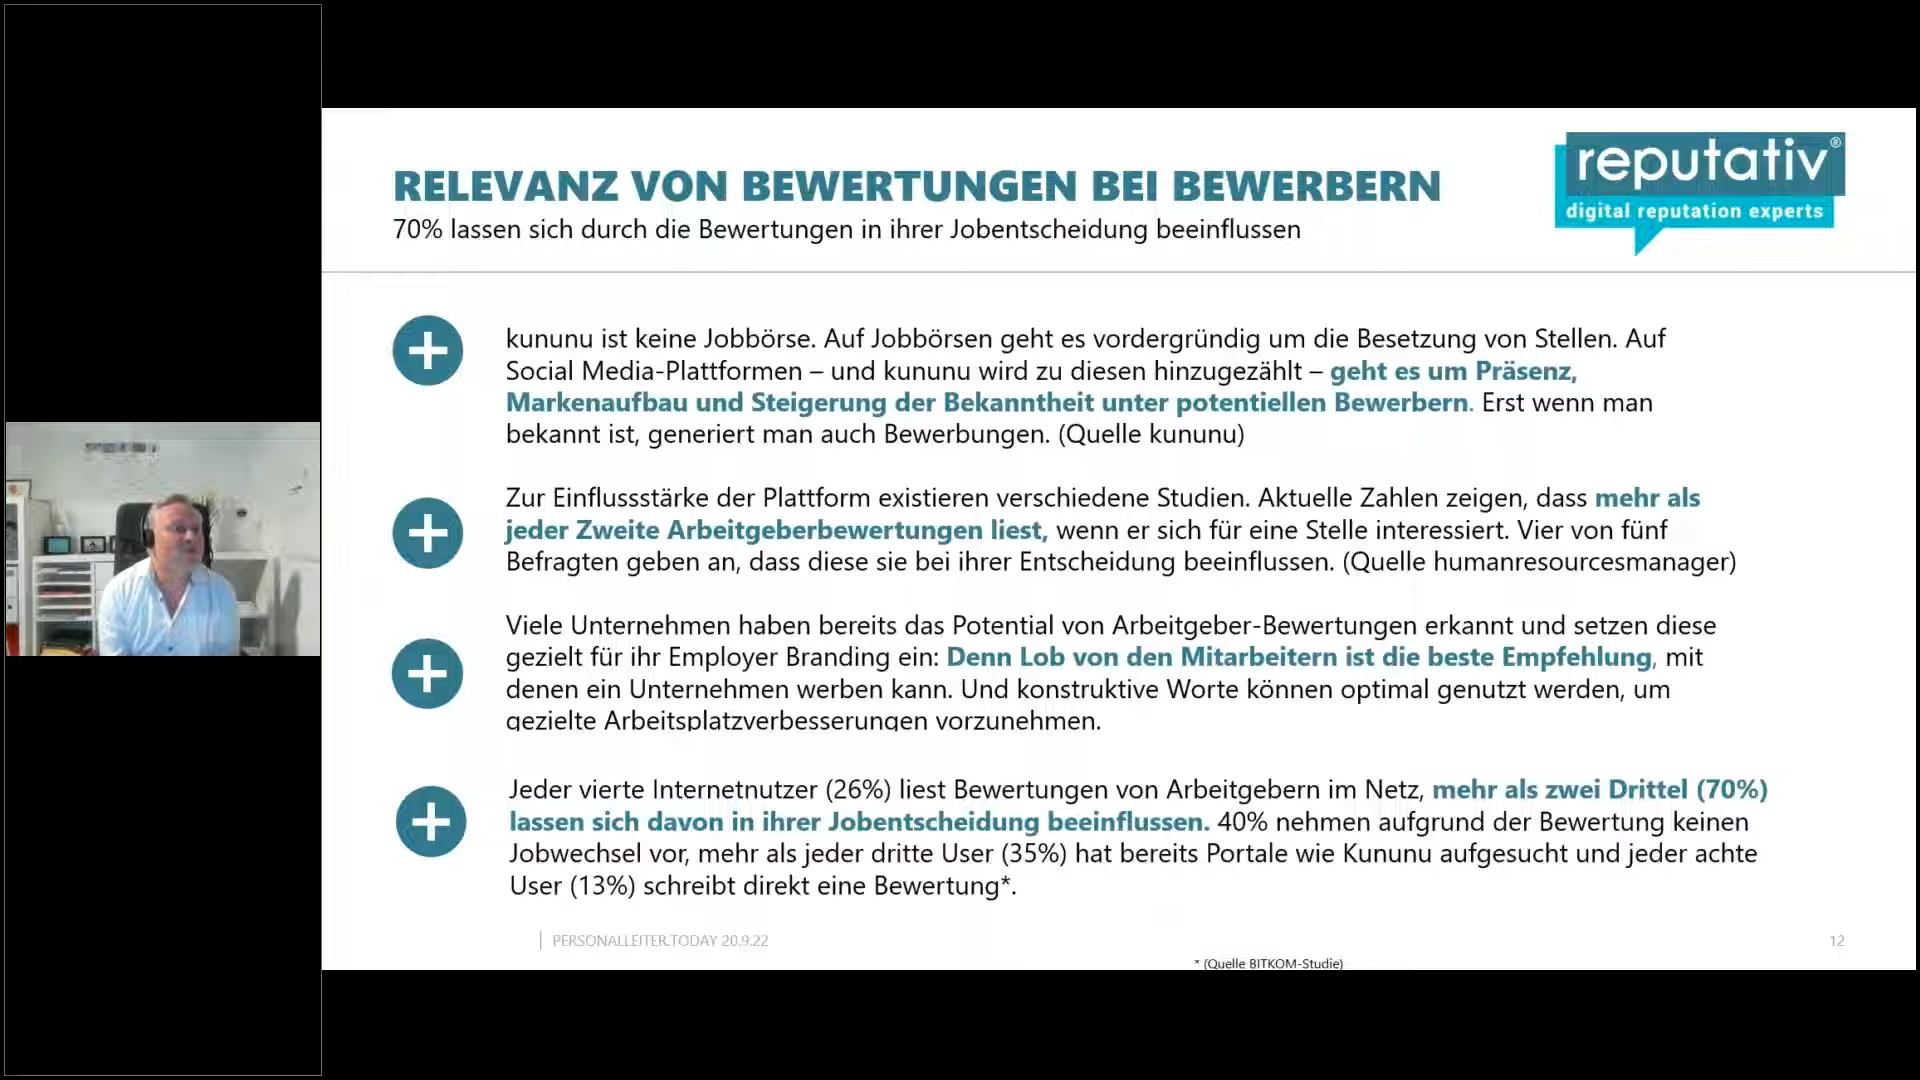 RELEVANZ VON BEWERTUNGEN BEI BEWERBERN
70% lassen sich durch die Bewertungen in ihrer Jobentscheidung beeinflussen
reputativ®
digital reputation experts
kununu ist keine Jobbörse. Auf Jobbörsen geht es vordergründig um die Besetzung von Stellen. Auf
Social Media-Plattformen – und kununu wird zu diesen hinzugezählt – geht es um Präsenz,
Markenaufbau und Steigerung der Bekanntheit unter potentiellen Bewerbern. Erst wenn man
bekannt ist, generiert man auch Bewerbungen. (Quelle kununu)
Zur Einflussstärke der Plattform existieren verschiedene Studien. Aktuelle Zahlen zeigen, dass mehr als
jeder Zweite Arbeitgeberbewertungen liest, wenn er sich für eine Stelle interessiert. Vier von fünf
Befragten geben an, dass diese sie bei ihrer Entscheidung beeinflussen. (Quelle humanresourcesmanager)
Viele Unternehmen haben bereits das Potential von Arbeitgeber-Bewertungen erkannt und setzen diese
gezielt für ihr Employer Branding ein: Denn Lob von den Mitarbeitern ist die beste Empfehlung, mit
denen ein Unternehmen werben kann. Und konstruktive Worte können optimal genutzt werden, um
gezielte Arbeitsplatzverbesserungen vorzunehmen.
Jeder vierte Internetnutzer (26%) liest Bewertungen von Arbeitgebern im Netz, mehr als zwei Drittel (70%)
lassen sich davon in ihrer Jobentscheidung beeinflussen. 40% nehmen aufgrund der Bewertung keinen
Jobwechsel vor, mehr als jeder dritte User (35%) hat bereits Portale wie Kununu aufgesucht und jeder achte
User (13%) schreibt direkt eine Bewertung*.
PERSONALLEITER.TODAY 20.9.22
12
* (Quelle BITKOM-Studie)